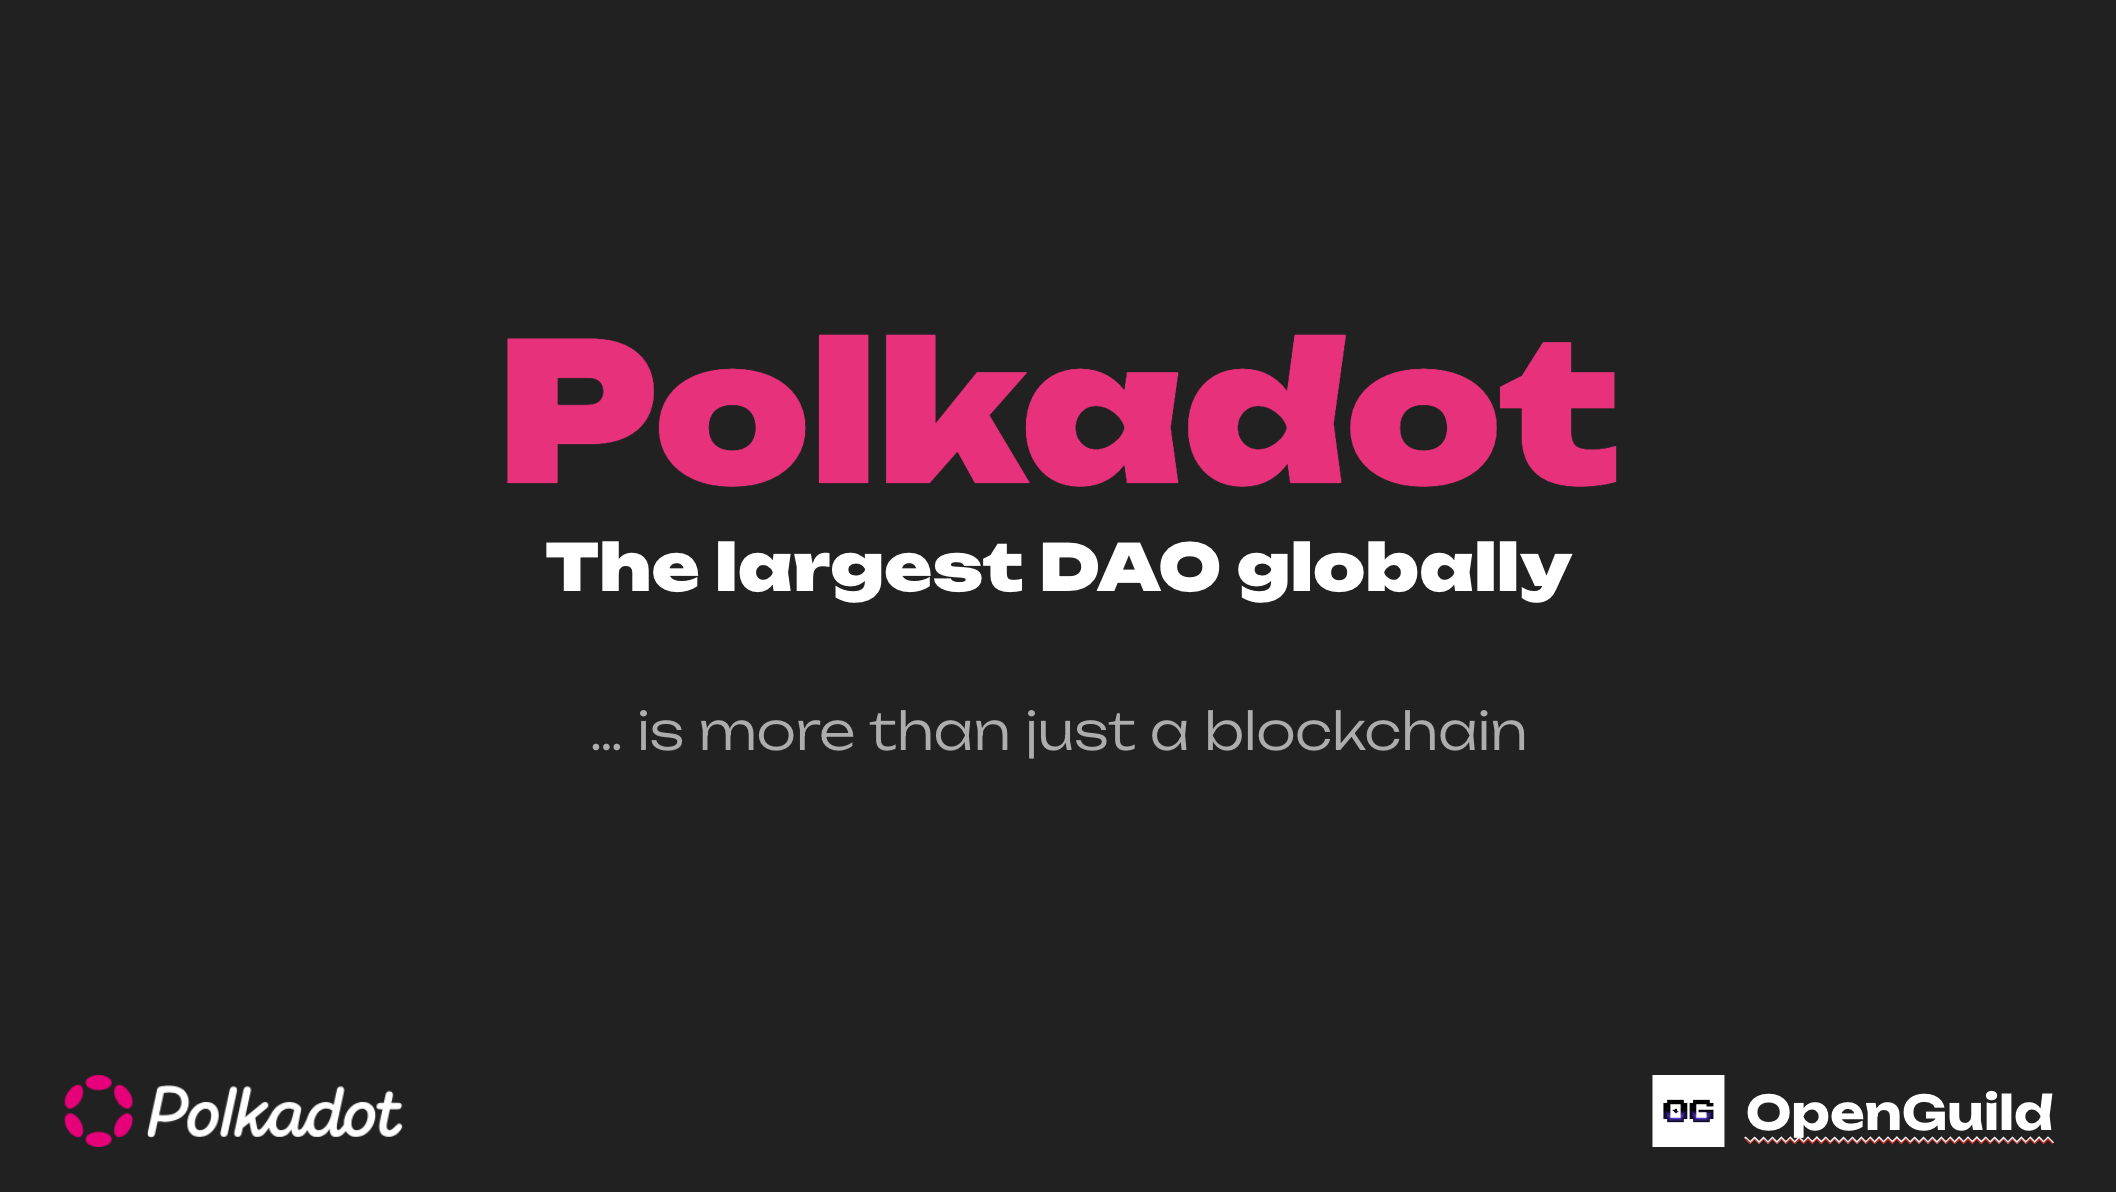 Polkadot
The largest DAO globally
... is more than just a blockchain
Polkadot
OG OpenGuild